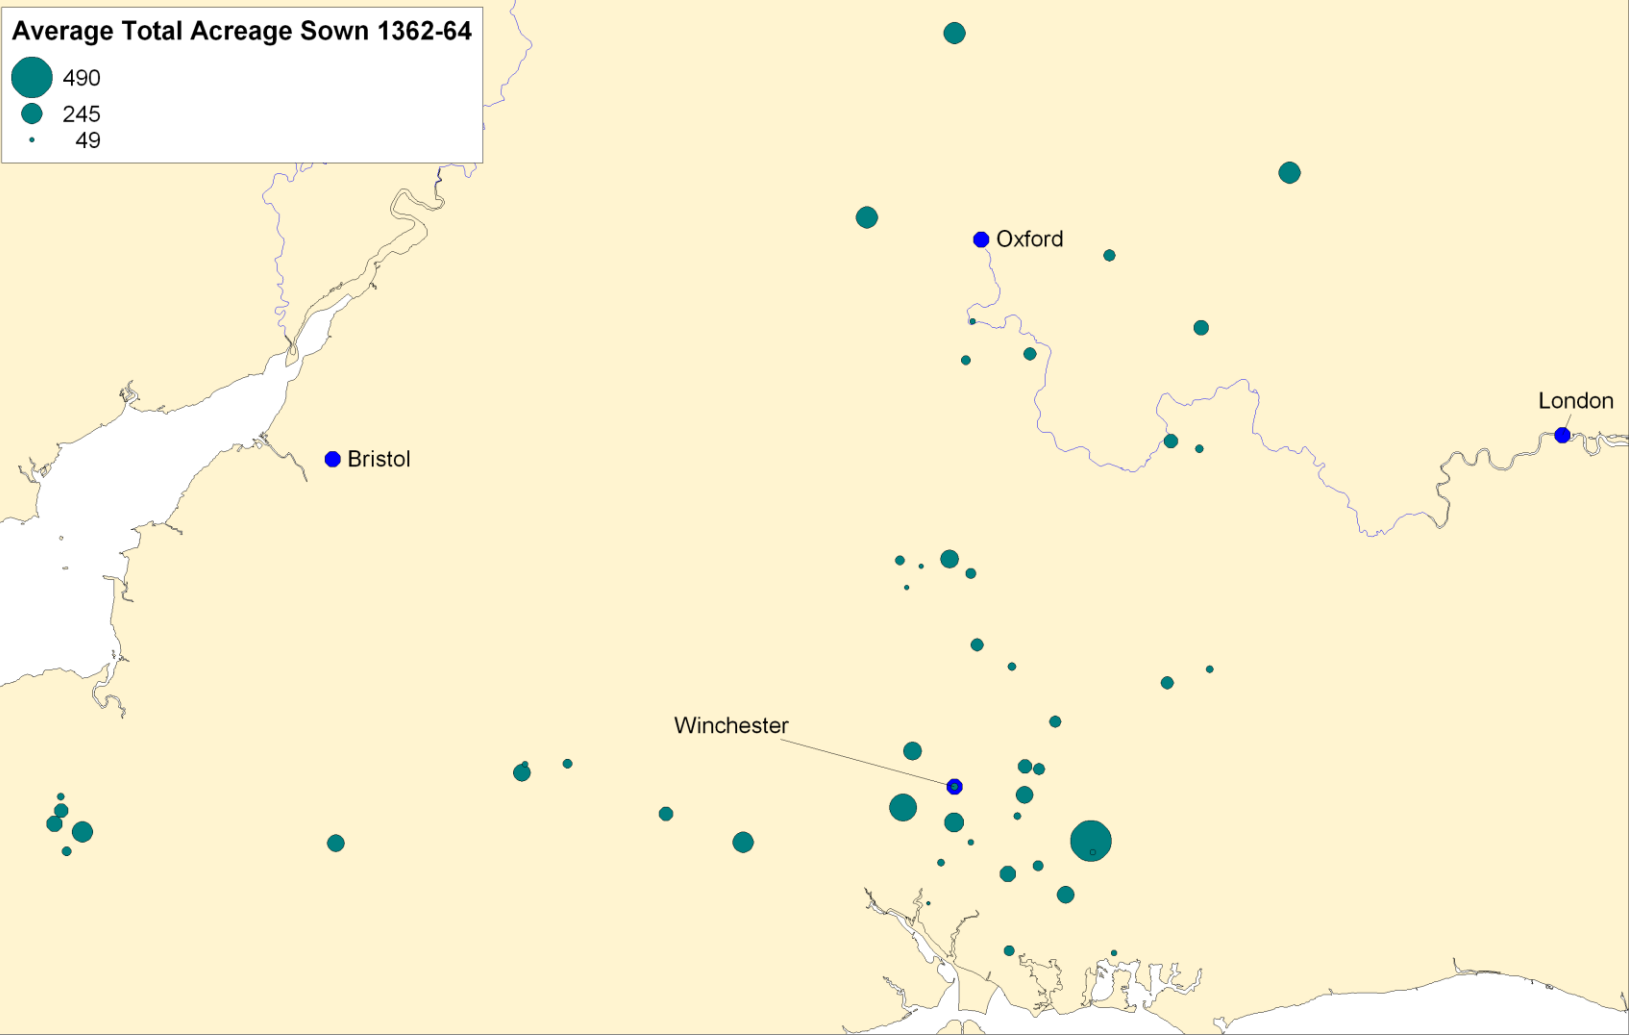 Average Total Acreage Sown 1362-64
490
245
49
Oxford
London
Bristol
Winchester